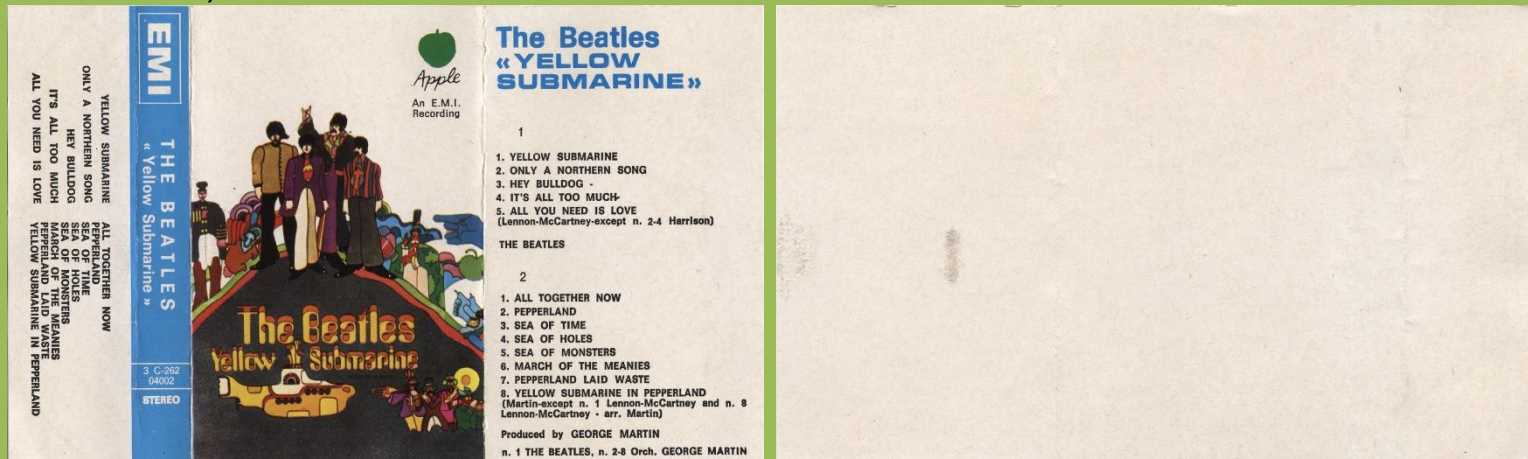 YELLOW SUBMARINE
ONLY A NORTHERN SONG
HEY BULLDOG
IT'S ALL TOO MUCH
ALL YOU NEED IS LOVE
ALL TOGETHER NOW
PEPPERLAND
SEA OF TIME
SEA OF HOLES
SEA OF MONSTERS
MARCH OF THE MEANIES
PEPPERLAND LAID WASTE
YELLOW SUBMARINE IN PEPPERLAND
EMI
THE BEATLES
« Yellow Submarine »
3 C-262
04002
STEREO
Apple
An E.M.I.
Recording
The Beatles
Yellow Submarine
The Beatles
«YELLOW
SUBMARINE»
1
1. YELLOW SUBMARINE
2. ONLY A NORTHERN SONG
3. HEY BULLDOG -
4. IT'S ALL TOO MUCH
5. ALL YOU NEED IS LOVE
(Lennon-McCartney-except n. 2-4 Harrison)
THE BEATLES
2
1. ALL TOGETHER NOW
2. PEPPERLAND
3. SEA OF TIME
4. SEA OF HOLES
5. SEA OF MONSTERS
6. MARCH OF THE MEANIES
7. PEPPERLAND LAID WASTE
8. YELLOW SUBMARINE IN PEPPERLAND
(Martin-except n. 1 Lennon-McCartney and n. 8
Lennon-McCartney - arr. Martin)
Produced by GEORGE MARTIN
n. 1 THE BEATLES, n. 2-8 Orch. GEORGE MARTIN